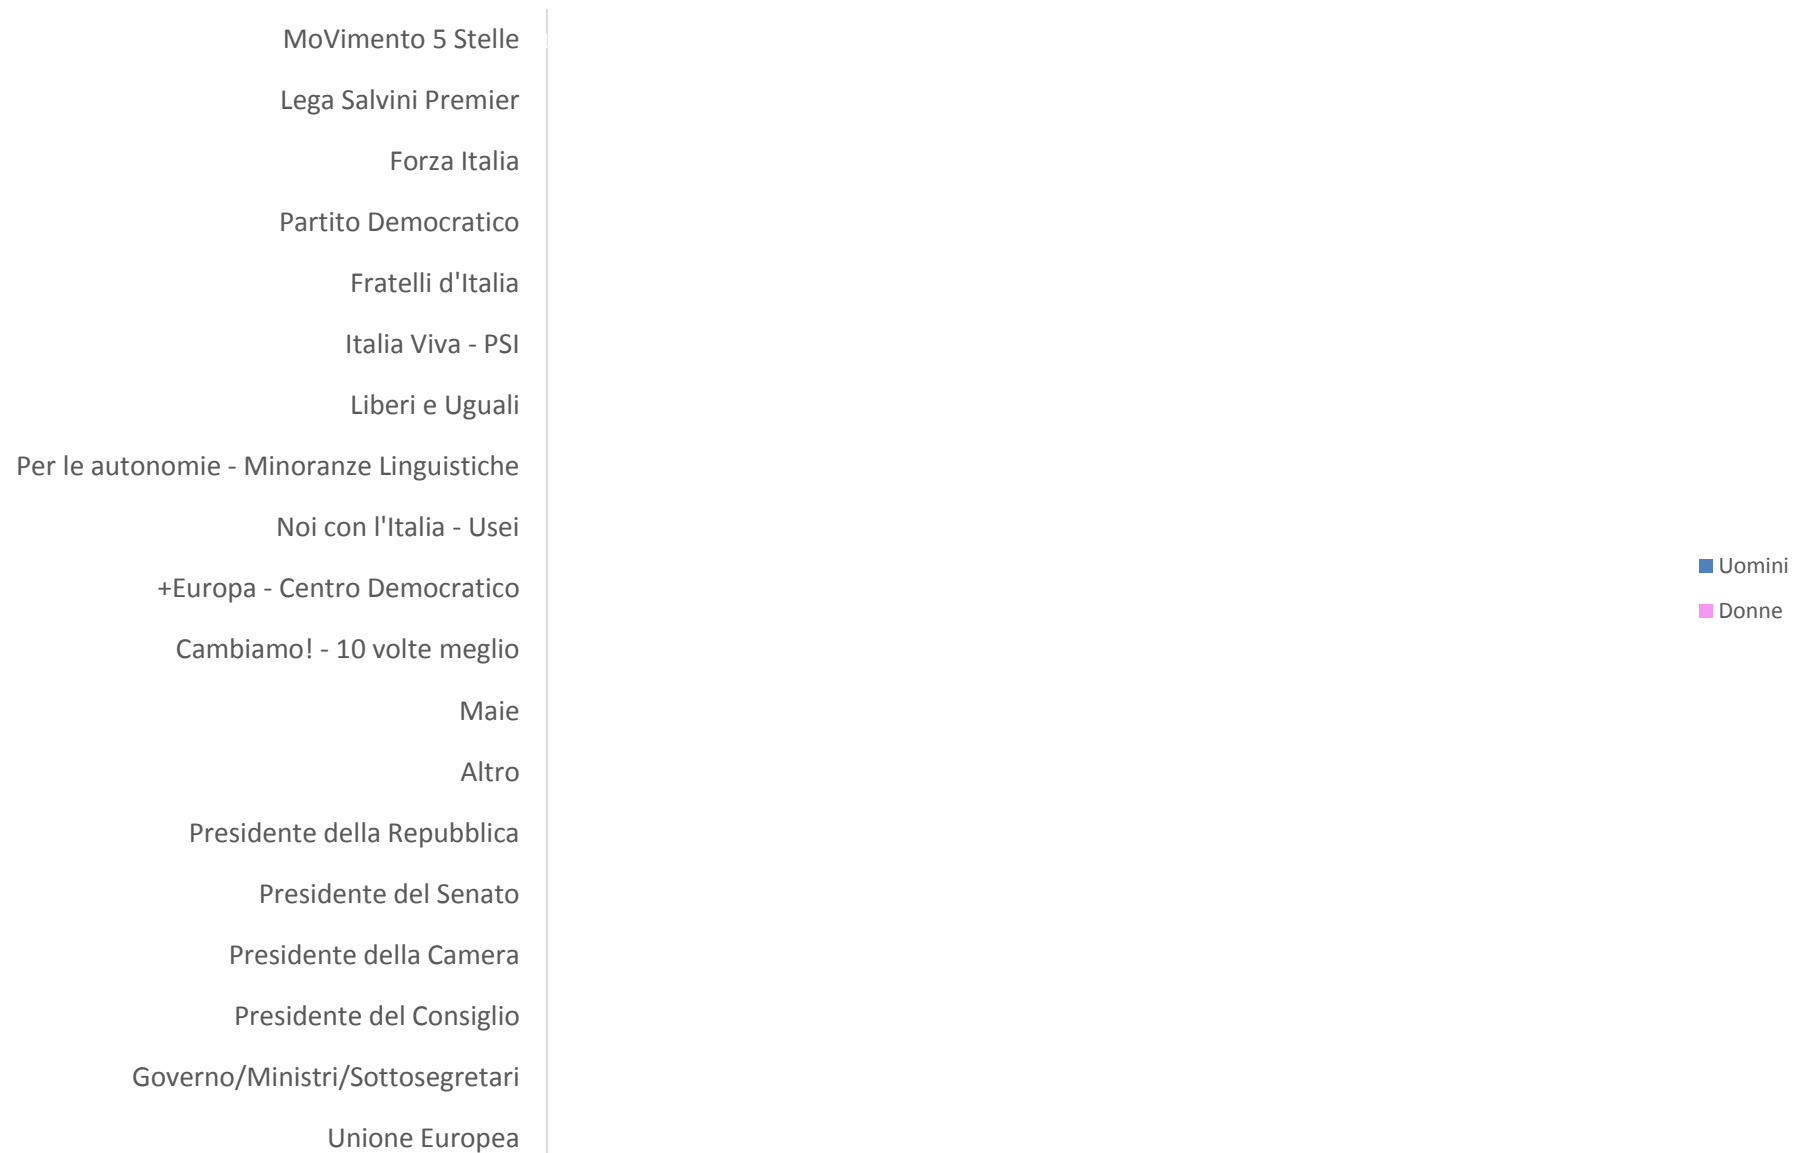 MoVimento 5 Stelle
Lega Salvini Premier
Forza Italia
Partito Democratico
Fratelli d'Italia
Italia Viva - PSI
Liberi e Uguali
Per le autonomie - Minoranze Linguistiche
Noi con l'Italia - Usei
+Europa - Centro Democratico
Cambiamo! - 10 volte meglio
Maie
Altro
Presidente della Repubblica
Presidente del Senato
Presidente della Camera
Presidente del Consiglio
Governo/Ministri/Sottosegretari
Unione Europea
Uomini
Donne